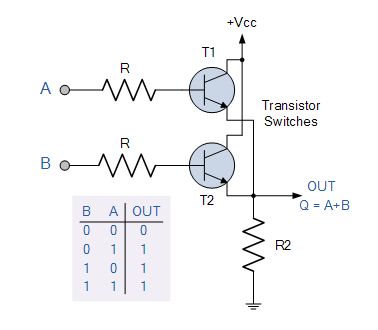 +Vcc
T1
R
A
Transistor
Switches
R
B
T2
OUT
Q = A+B
B A OUT
0 0 0
0 1 1
1 0 1
1 1 1
R2